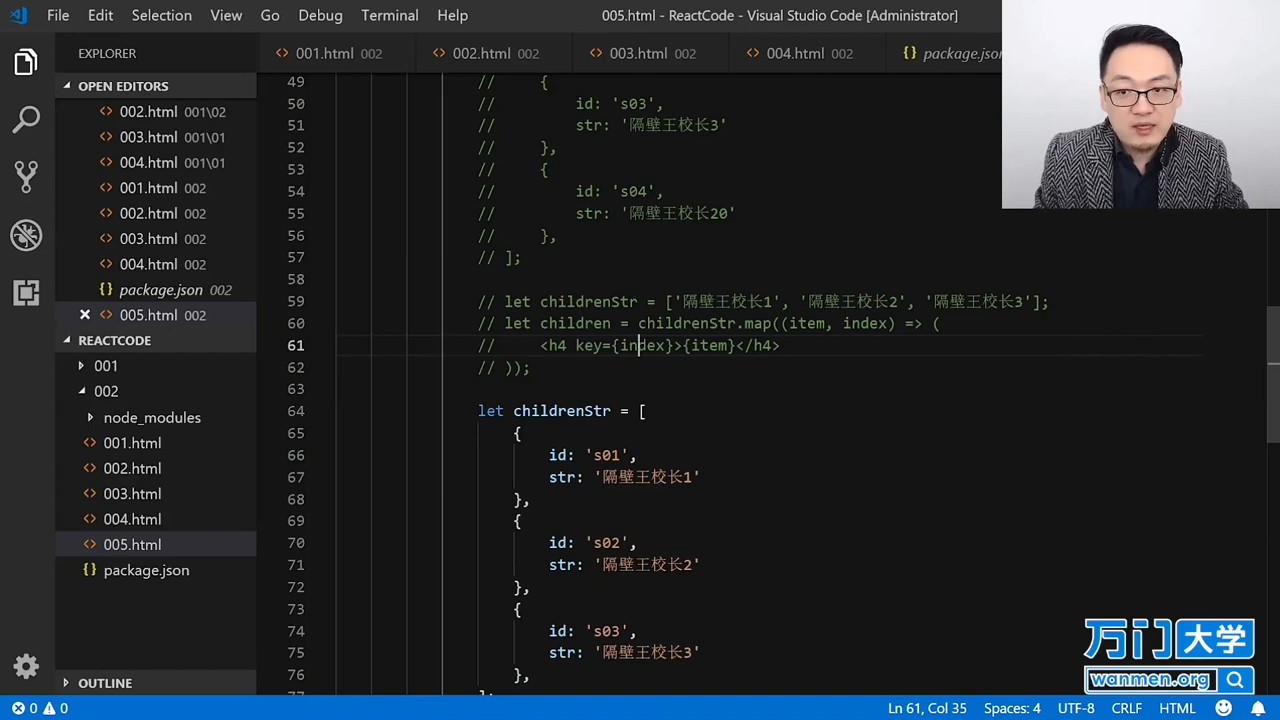 File Edit Selection View Go Debug Terminal Help 005.html - ReactCode - Visual Studio Code [Administrator]
EXPLORER
001.html 002 002.html 002 003.html 002 004.html 002 package.json
OPEN EDITORS
002.html 001\02
003.html 001\01
004.html 001\01
001.html 002
002.html 002
003.html 002
004.html 002
{} package.json 002
005.html 002
REACTCODE
001
002
node_modules
001.html
002.html
003.html
004.html
005.html
{} package.json
OUTLINE
49 // {
50 // id: 's03',
51 // str: '隔壁王校长3'
52 // },
53 // {
54 // id: 's04',
55 // str: '隔壁王校长20'
56 // },
57 // ];
58
59 // let childrenStr = ['隔壁王校长1', '隔壁王校长2', '隔壁王校长3'];
60 // let children = childrenStr.map((item, index) => (
61 // <h4 key={index}>{item}</h4>
62 // ));
63
64 let childrenStr = [
65 {
66 id: 's01',
67 str: '隔壁王校长1'
68 },
69 {
70 id: 's02',
71 str: '隔壁王校长2'
72 },
73 {
74 id: 's03',
75 str: '隔壁王校长3'
76 },
万门大学
wanmen.org
0 0 Ln 61, Col 35 Spaces: 4 UTF-8 CRLF HTML